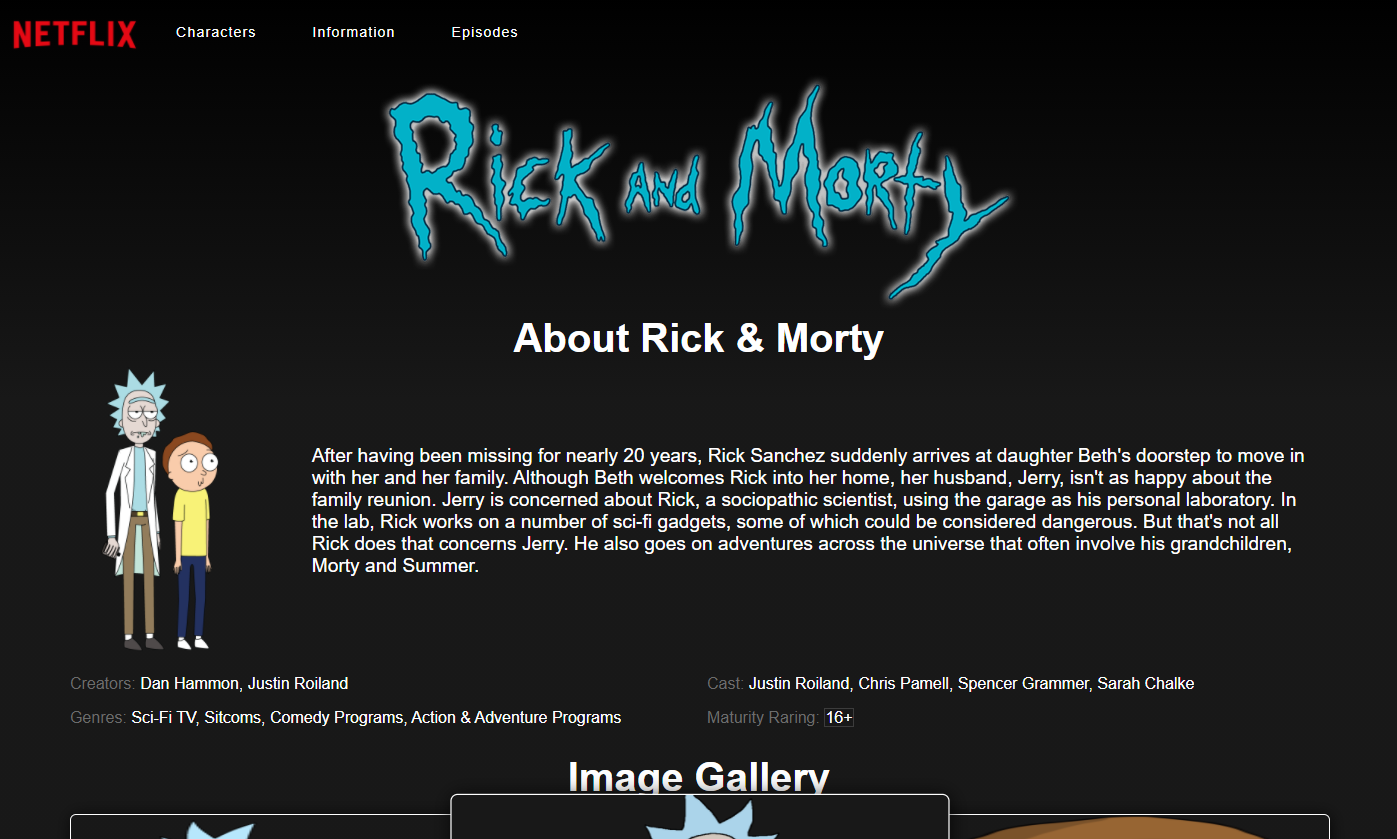 NETFLIX Characters Information Episodes
Rick and Morty
About Rick & Morty
After having been missing for nearly 20 years, Rick Sanchez suddenly arrives at daughter Beth's doorstep to move in
with her and her family. Although Beth welcomes Rick into her home, her husband, Jerry, isn't as happy about the
family reunion. Jerry is concerned about Rick, a sociopathic scientist, using the garage as his personal laboratory. In
the lab, Rick works on a number of sci-fi gadgets, some of which could be considered dangerous. But that's not all
Rick does that concerns Jerry. He also goes on adventures across the universe that often involve his grandchildren,
Morty and Summer.
Creators: Dan Hammon, Justin Roiland
Cast: Justin Roiland, Chris Pamell, Spencer Grammer, Sarah Chalke
Genres: Sci-Fi TV, Sitcoms, Comedy Programs, Action & Adventure Programs
Maturity Raring: 16+
Image Gallery